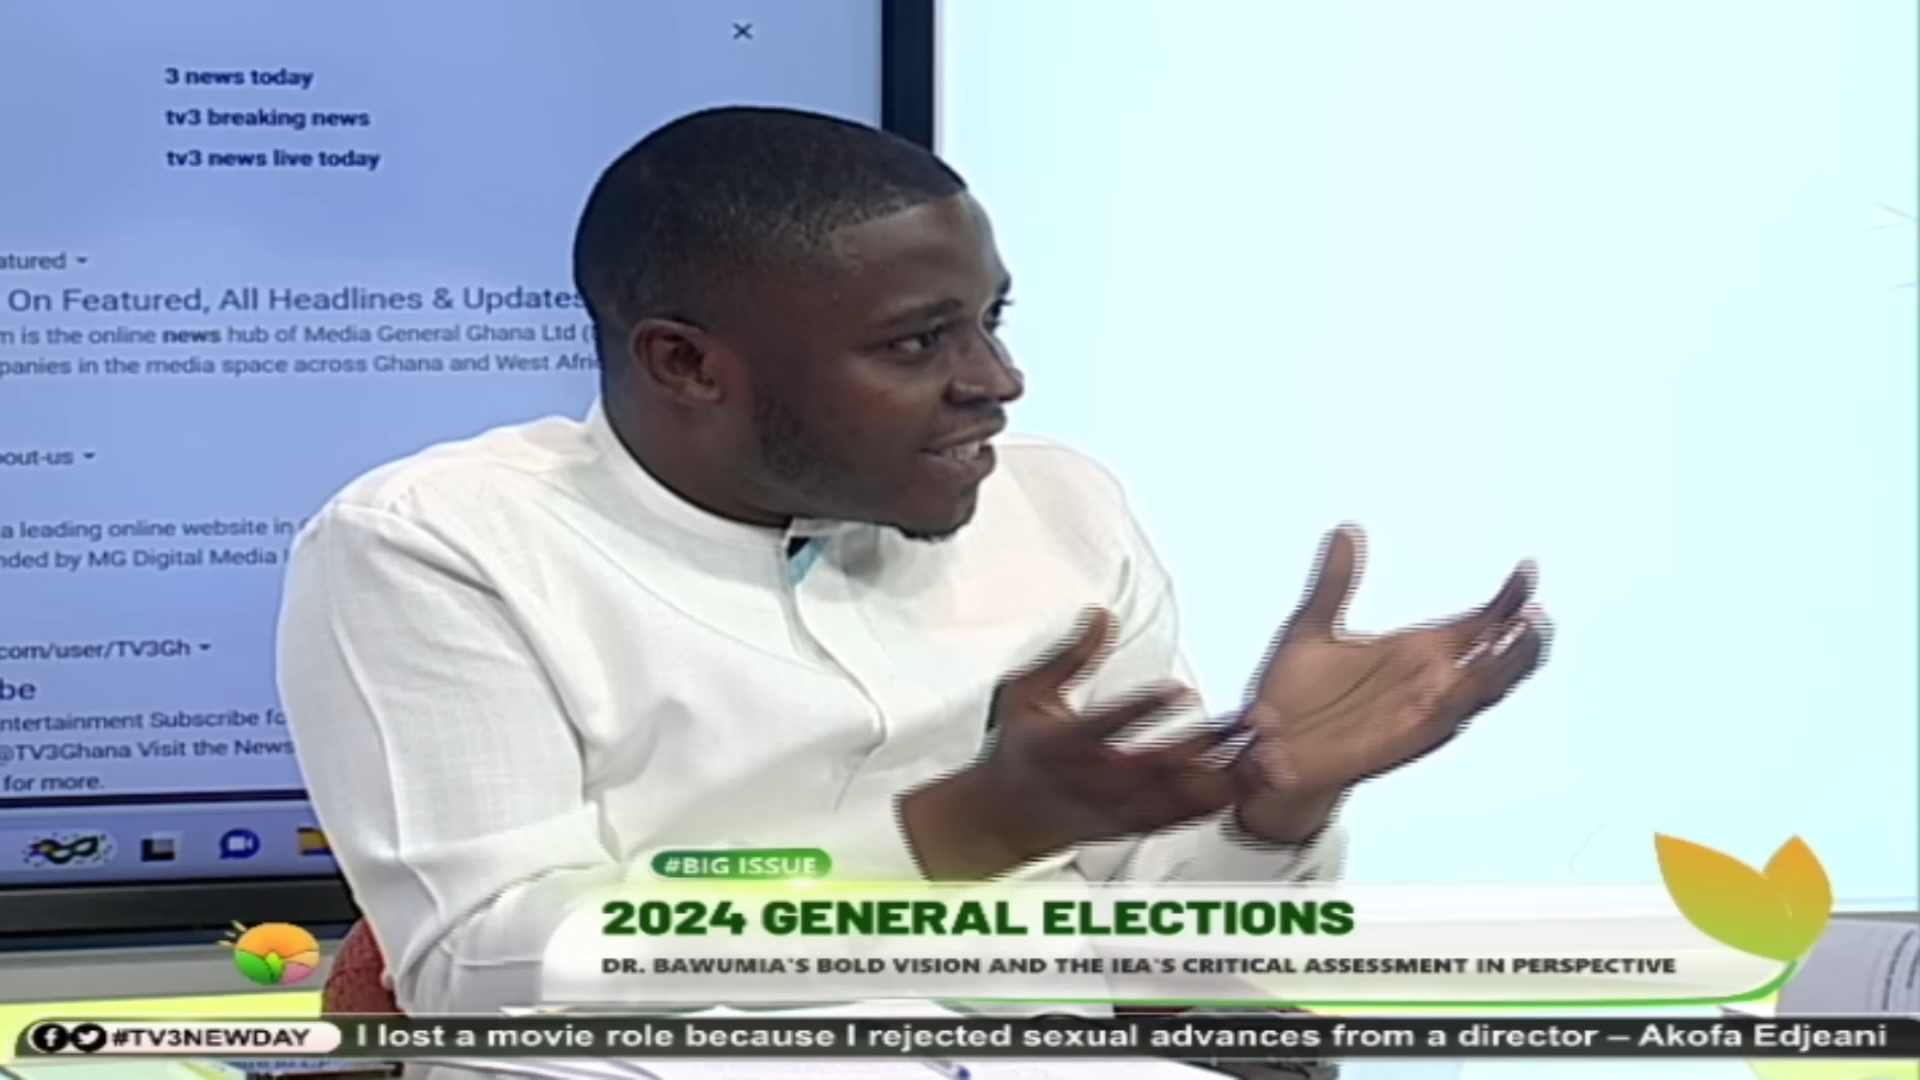 3 news today
tv3 breaking news
tv3 news live today
atured
On Featured, All Headlines & Updates
m is the online news hub of Media General Ghana Ltd (
panies in the media space across Ghana and West Afri
out-us
a leading online website in
nded by MG Digital Media
com/user/TV3Gh
be
ntertainment Subscribe fo
@TV3Ghana Visit the News
for more.
#BIG ISSUE
2024 GENERAL ELECTIONS
DR. BAWUMIA'S BOLD VISION AND THE IEA'S CRITICAL ASSESSMENT IN PERSPECTIVE
#TV3NEWDAY I lost a movie role because I rejected sexual advances from a director – Akofa Edjeani